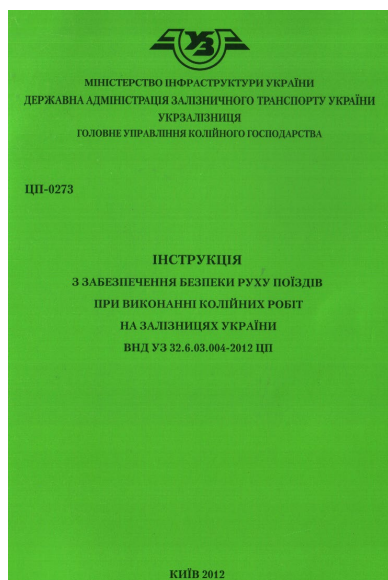 УЗ
МІНІСТЕРСТВО ІНФРАСТРУКТУРИ УКРАЇНИ
ДЕРЖАВНА АДМІНІСТРАЦІЯ ЗАЛІЗНИЧНОГО ТРАНСПОРТУ УКРАЇНИ
УКРЗАЛІЗНИЦЯ
ГОЛОВНЕ УПРАВЛІННЯ КОЛІЙНОГО ГОСПОДАРСТВА
ЦП-0273
ІНСТРУКЦІЯ
З ЗАБЕЗПЕЧЕННЯ БЕЗПЕКИ РУХУ ПОЇЗДІВ
ПРИ ВИКОНАННІ КОЛІЙНИХ РОБІТ
НА ЗАЛІЗНИЦЯХ УКРАЇНИ
ВНД УЗ 32.6.03.004-2012 ЦП
КИЇВ 2012